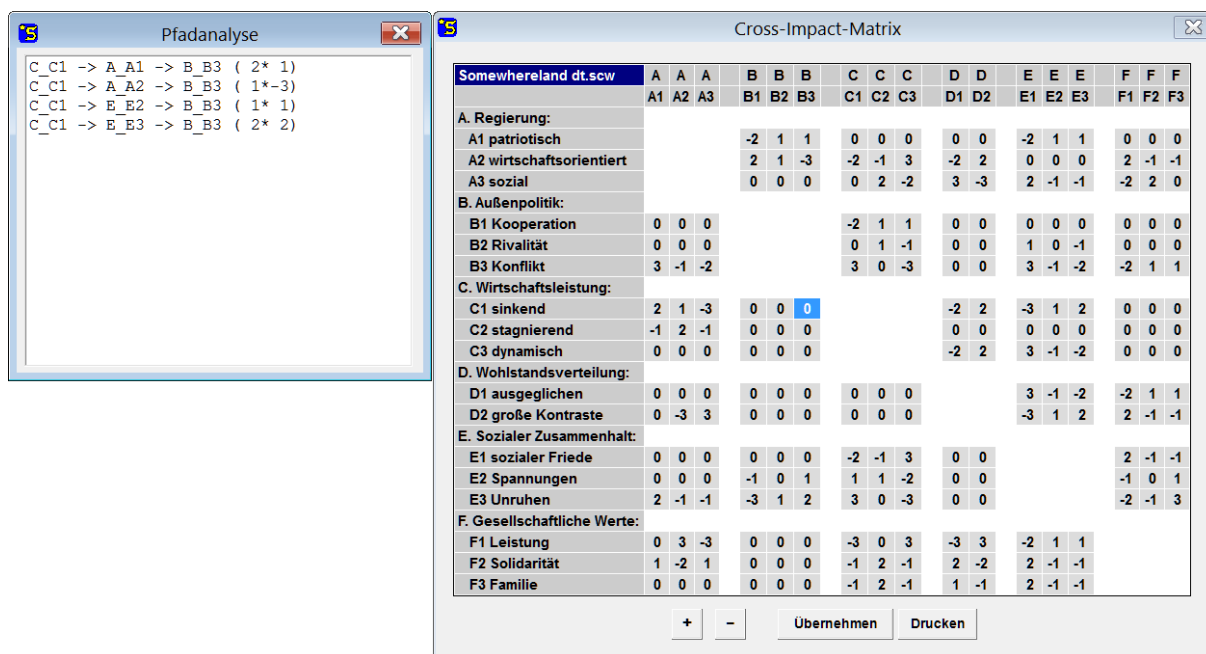 Pfadanalyse
C_C1 -> A_A1 -> B_B3 ( 2* 1)
C_C1 -> A_A2 -> B_B3 ( 1*-3)
C_C1 -> E_E2 -> B_B3 ( 1* 1)
C_C1 -> E_E3 -> B_B3 ( 2* 2)
Cross-Impact-Matrix
Somewhereland dt.scw A A A B B B C C C D D E E E F F F
A1 A2 A3 B1 B2 B3 C1 C2 C3 D1 D2 E1 E2 E3 F1 F2 F3
A. Regierung:
A1 patriotisch -2 1 1 0 0 0 0 0 -2 1 1 0 0 0
A2 wirtschaftsorientiert 2 1 -3 -2 -1 3 -2 2 0 0 0 2 -1 -1
A3 sozial 0 0 0 0 2 -2 3 -3 2 -1 -1 -2 2 0
B. Außenpolitik:
B1 Kooperation 0 0 0 -2 1 1 0 0 0 0 0 0 0 0
B2 Rivalität 0 0 0 0 1 -1 0 0 1 0 -1 0 0 0
B3 Konflikt 3 -1 -2 3 0 -3 0 0 3 -1 -2 -2 1 1
C. Wirtschaftsleistung:
C1 sinkend 2 1 -3 0 0 0 -2 2 -3 1 2 0 0 0
C2 stagnierend -1 2 -1 0 0 0 0 0 0 0 0 0 0 0
C3 dynamisch 0 0 0 0 0 0 -2 2 3 -1 -2 0 0 0
D. Wohlstandsverteilung:
D1 ausgeglichen 0 0 0 0 0 0 0 0 0 3 -1 -2 -2 1 1
D2 große Kontraste 0 -3 3 0 0 0 0 0 0 -3 1 2 2 -1 -1
E. Sozialer Zusammenhalt:
E1 sozialer Friede 0 0 0 0 0 0 -2 -1 3 0 0 2 -1 -1
E2 Spannungen 0 0 0 -1 0 1 1 1 -2 0 0 -1 0 1
E3 Unruhen 2 -1 -1 -3 1 2 3 0 -3 0 0 -2 -1 3
F. Gesellschaftliche Werte:
F1 Leistung 0 3 -3 0 0 0 -3 0 3 -3 3 -2 1 1
F2 Solidarität 1 -2 1 0 0 0 -1 2 -1 2 -2 2 -1 -1
F3 Familie 0 0 0 0 0 0 -1 2 -1 1 -1 2 -1 -1
+ - Übernehmen Drucken